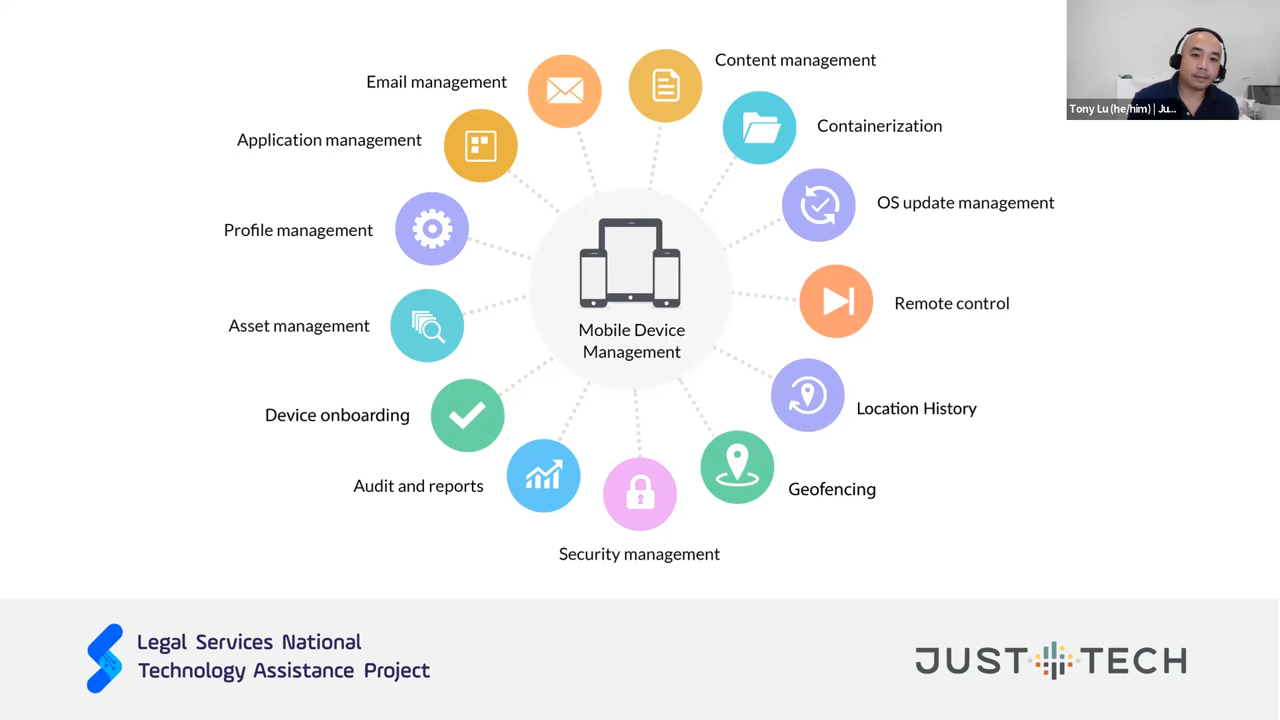 Content management
Email management
Tony Lu (he/him) | Ju...
Containerization
Application management
OS update management
Profile management
Remote control
Asset management
Mobile Device
Management
Location History
Device onboarding
Audit and reports
Geofencing
Security management
Legal Services National
Technology Assistance Project
JUST TECH